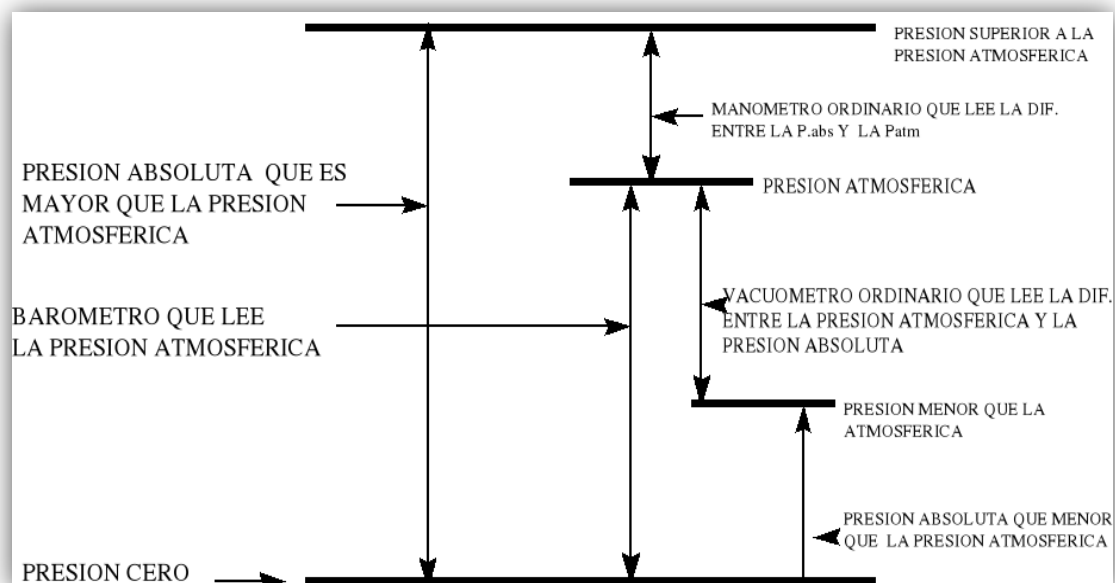 PRESION SUPERIOR A LA
PRESION ATMOSFERICA
MANOMETRO ORDINARIO QUE LEE LA DIF.
ENTRE LA P.abs Y LA Patm
PRESION ABSOLUTA QUE ES
MAYOR QUE LA PRESION
ATMOSFERICA
PRESION ATMOSFERICA
BAROMETRO QUE LEE
LA PRESION ATMOSFERICA
VACUOMETRO ORDINARIO QUE LEE LA DIF.
ENTRE LA PRESION ATMOSFERICA Y LA
PRESION ABSOLUTA
PRESION MENOR QUE LA
ATMOSFERICA
PRESION ABSOLUTA QUE MENOR
QUE LA PRESION ATMOSFERICA
PRESION CERO